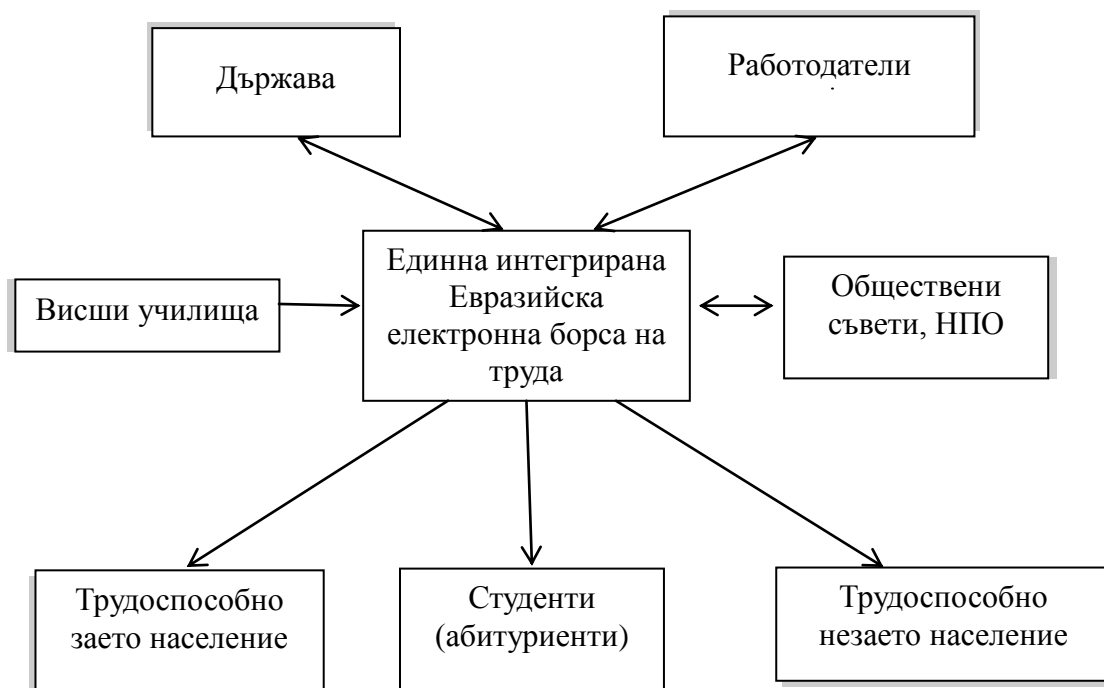 Държава
Работодатели
Единна интегрирана
Евразийска
електронна борса на
труда
Висши училища
Обществени
съвети, НПО
Трудоспособно
заето население
Студенти
(абитуриенти)
Трудоспособно
незаето население